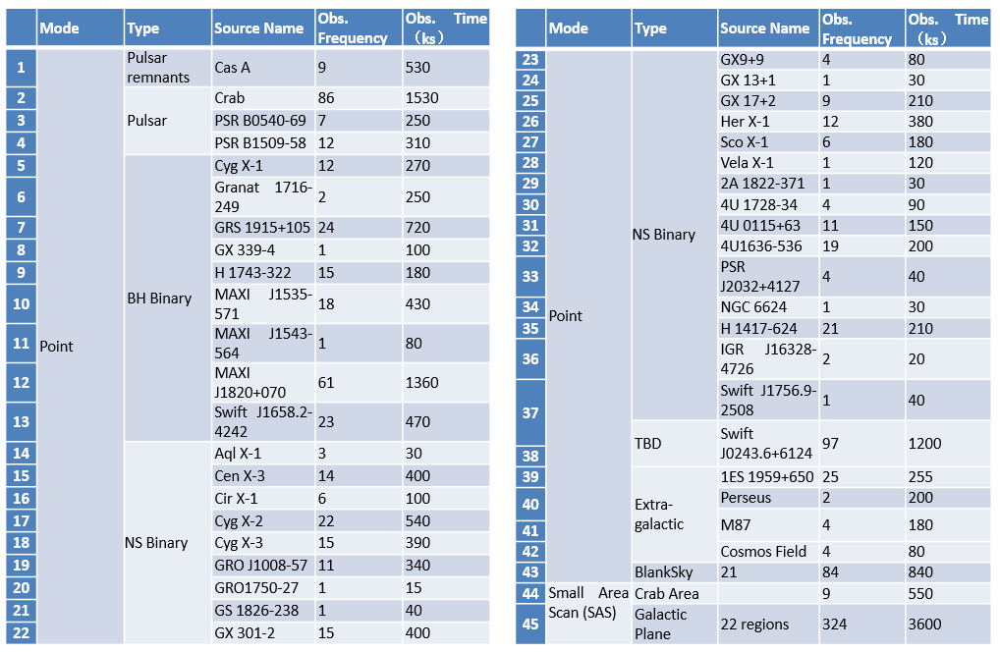 Mode Type Source Name Obs. Frequency Obs. Time (ks)
1 Point Pulsar remnants Cas A 9 530
2 Pulsar Crab 86 1530
3 PSR B0540-69 7 250
4 PSR B1509-58 12 310
5 BH Binary Cyg X-1 12 270
6 Granat 1716-249 2 250
7 GRS 1915+105 24 720
8 GX 339-4 1 100
9 H 1743-322 15 180
10 MAXI J1535-571 18 430
11 MAXI J1543-564 1 80
12 MAXI J1820+070 61 1360
13 Swift J1658.2-4242 23 470
14 NS Binary Aql X-1 3 30
15 Cen X-3 14 400
16 Cir X-1 6 100
17 Cyg X-2 22 540
18 Cyg X-3 15 390
19 GRO J1008-57 11 340
20 GRO1750-27 1 15
21 GS 1826-238 1 40
22 GX 301-2 15 400
Mode Type Source Name Obs. Frequency Obs. Time (ks)
23 Point NS Binary GX9+9 4 80
24 GX 13+1 1 30
25 GX 17+2 9 210
26 Her X-1 12 380
27 Sco X-1 6 180
28 Vela X-1 1 120
29 2A 1822-371 1 30
30 4U 1728-34 4 90
31 4U 0115+63 11 150
32 4U1636-536 19 200
33 PSR J2032+4127 4 40
34 NGC 6624 1 30
35 H 1417-624 21 210
36 IGR J16328-4726 2 20
37 Swift J1756.9-2508 1 40
38 TBD Swift J0243.6+6124 97 1200
39 Extra-galactic 1ES 1959+650 25 255
40 Perseus 2 200
41 M87 4 180
42 Cosmos Field 4 80
43 BlankSky 21 84 840
44 Small Area Scan (SAS) Crab Area 9 550
45 Galactic Plane 22 regions 324 3600